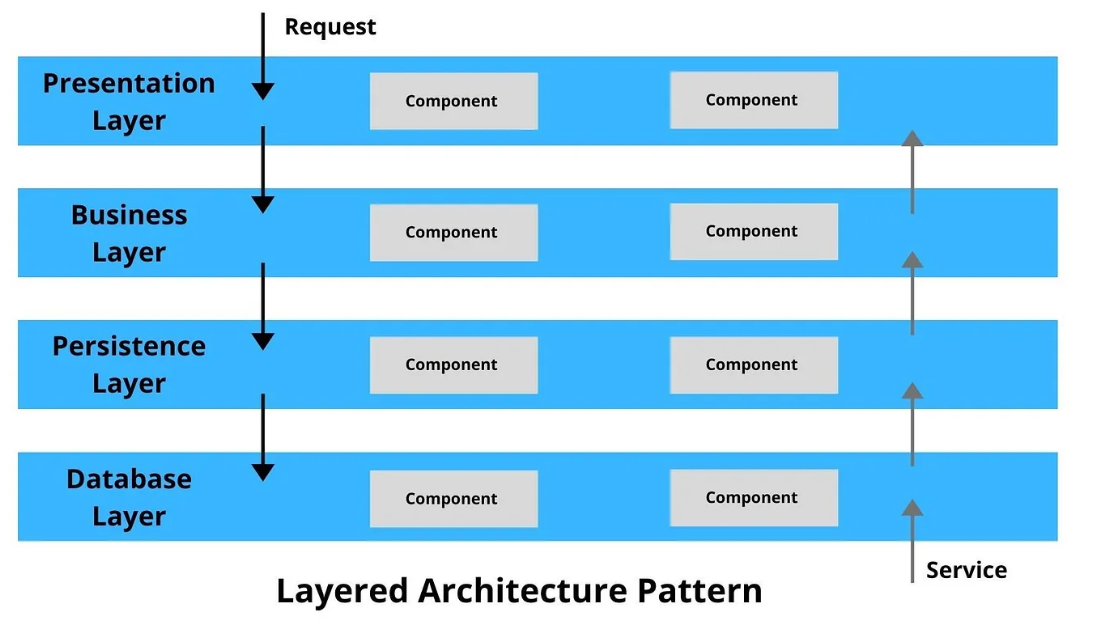 Request
Presentation
Layer
Component
Component
Business
Layer
Component
Component
Persistence
Layer
Component
Component
Database
Layer
Component
Component
Service
Layered Architecture Pattern